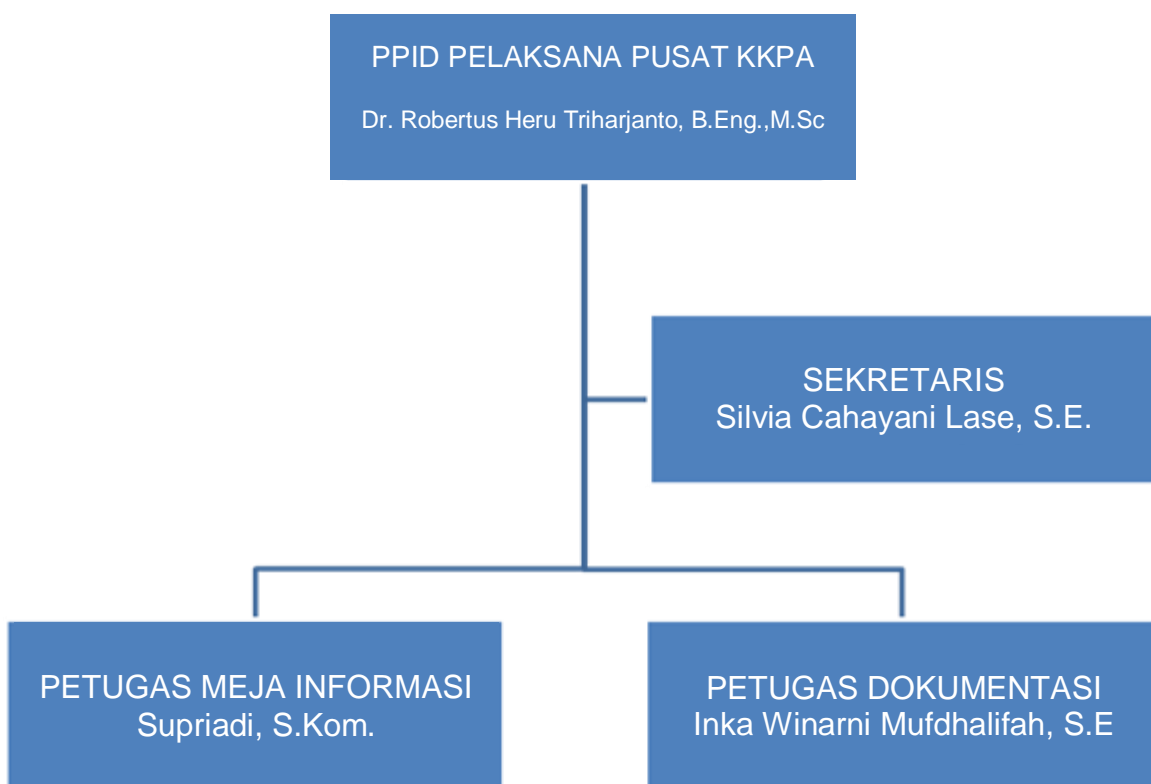 PPID PELAKSANA PUSAT KKPA
Dr. Robertus Heru Triharjanto, B.Eng.,M.Sc
SEKRETARIS
Silvia Cahayani Lase, S.E.
PETUGAS MEJA INFORMASI
Supriadi, S.Kom.
PETUGAS DOKUMENTASI
Inka Winarni Mufdhalifah, S.E